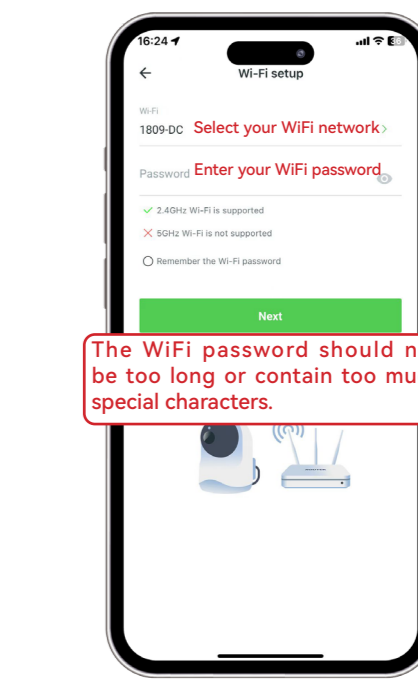 16:24
Wi-Fi setup
Wi-Fi
1809-DC Select your WiFi network
Password Enter your WiFi password
2.4GHz Wi-Fi is supported
5GHz Wi-Fi is not supported
Remember the Wi-Fi password
Next
The WiFi password should n
be too long or contain too mu
special characters.